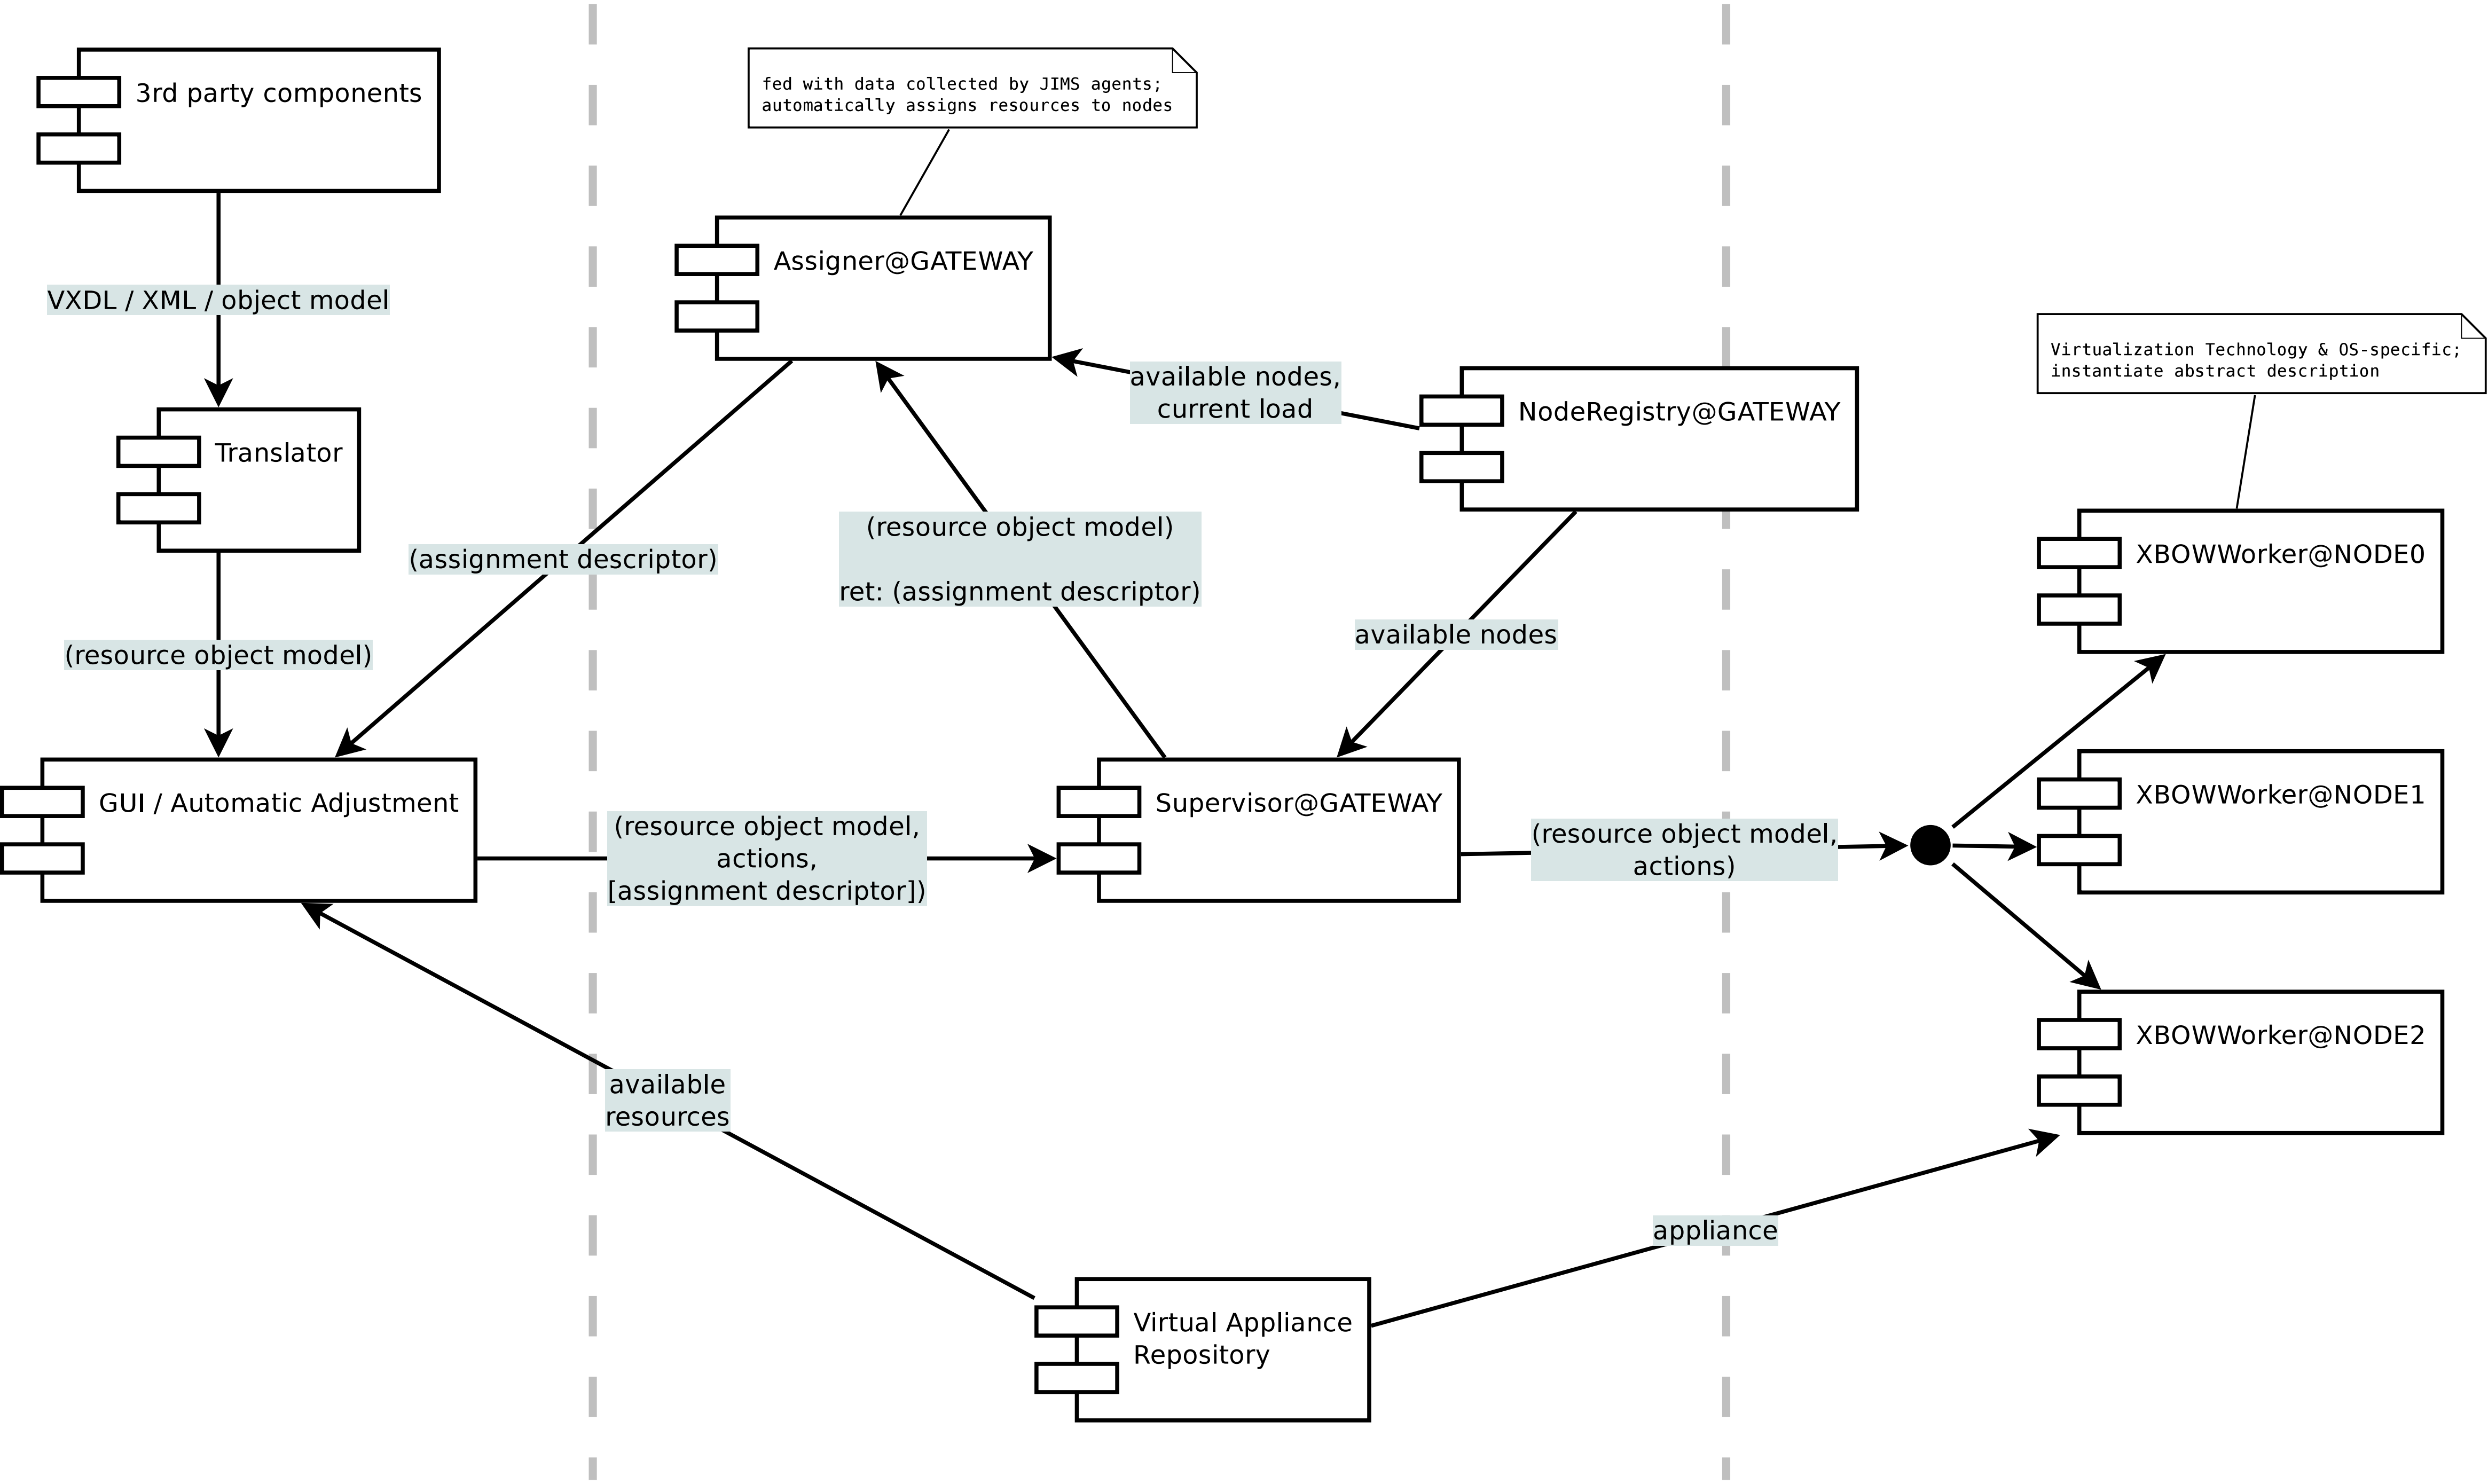 3rd party components
fed with data collected by JIMS agents;
automatically assigns resources to nodes
Assigner@GATEWAY
VXDL / XML / object model
Virtualization Technology & OS-specific;
instantiate abstract description
available nodes,
current load
NodeRegistry@GATEWAY
Translator
(assignment descriptor)
(resource object model)
ret: (assignment descriptor)
XBOWWorker@NODE0
available nodes
(resource object model)
GUI / Automatic Adjustment
(resource object model,
actions,
[assignment descriptor])
Supervisor@GATEWAY
(resource object model,
actions)
XBOWWorker@NODE1
XBOWWorker@NODE2
available
resources
appliance
Virtual Appliance
Repository